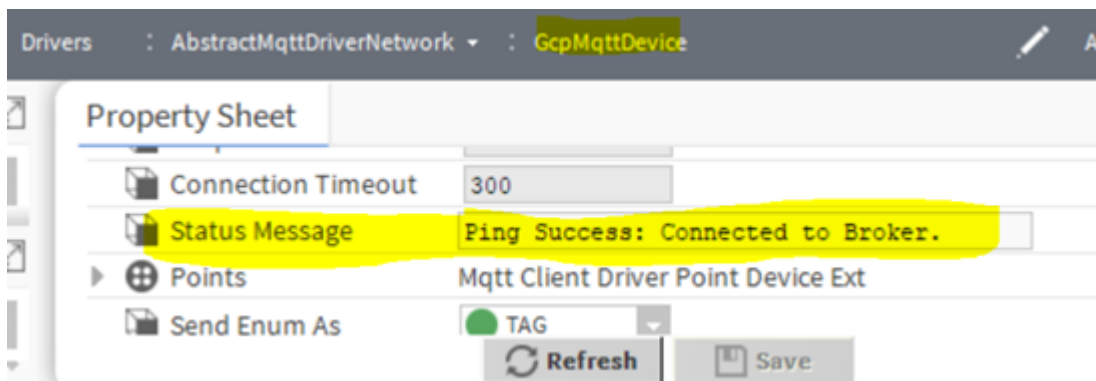 Drivers : AbstractMqttDriverNetwork : GcpMqttDevice
Property Sheet
Connection Timeout 300
Status Message Ping Success: Connected to Broker.
Points Mqtt Client Driver Point Device Ext
Send Enum As TAG
Refresh Save